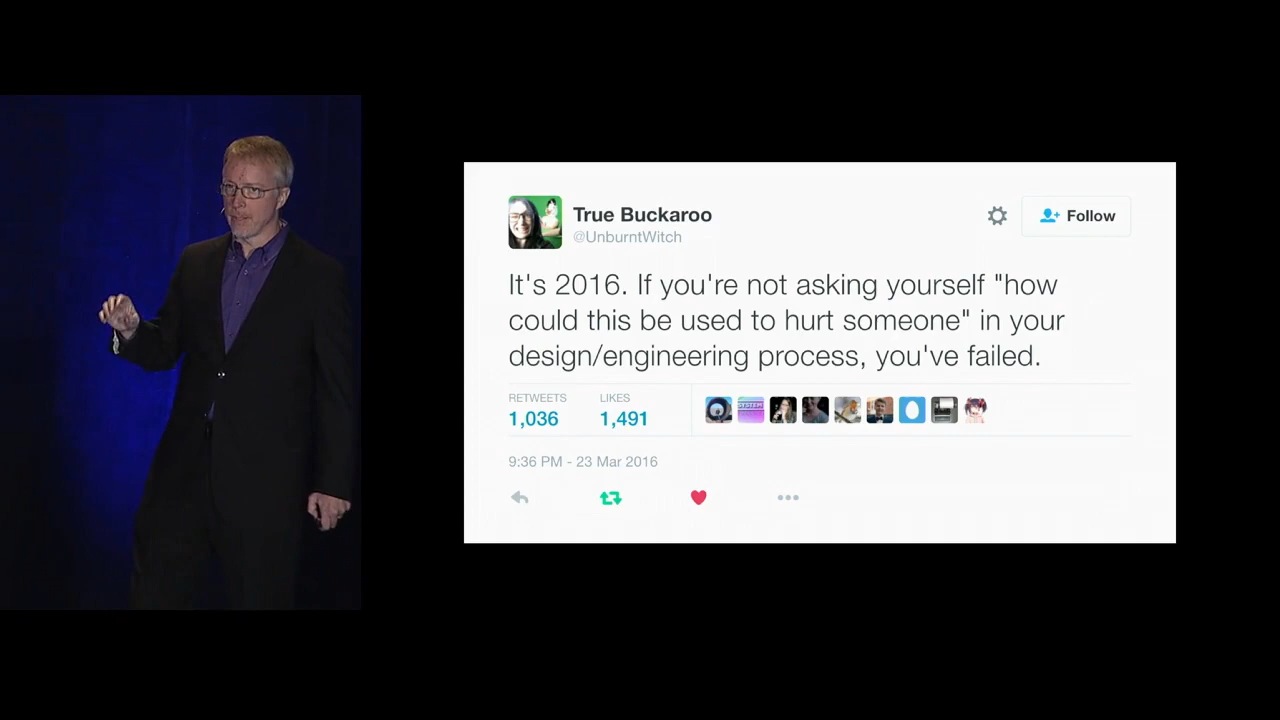 True Buckaroo
@UnburntWitch
Follow
It's 2016. If you're not asking yourself "how
could this be used to hurt someone" in your
design/engineering process, you've failed.
RETWEETS LIKES
1,036 1,491
SYSTEM
9:36 PM - 23 Mar 2016